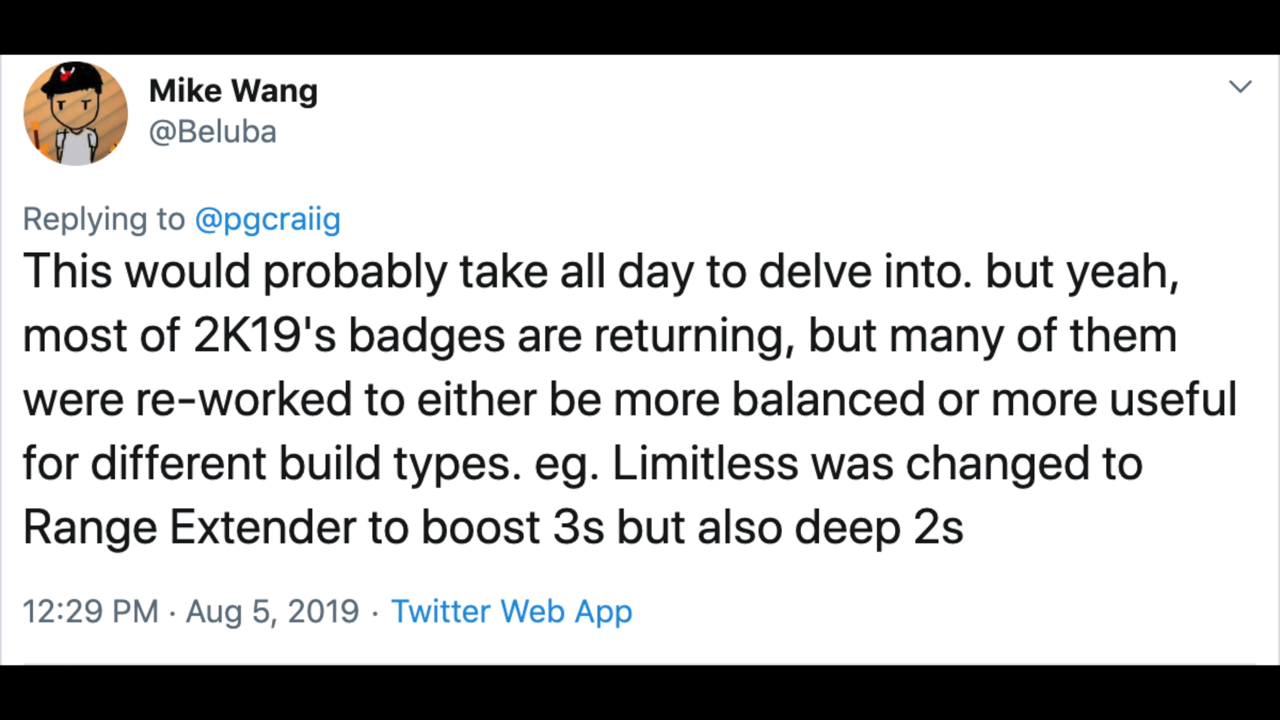 Mike Wang
@Beluba
Replying to @pgcraiig
This would probably take all day to delve into. but yeah,
most of 2K19's badges are returning, but many of them
were re-worked to either be more balanced or more useful
for different build types. eg. Limitless was changed to
Range Extender to boost 3s but also deep 2s
12:29 PM · Aug 5, 2019 · Twitter Web App